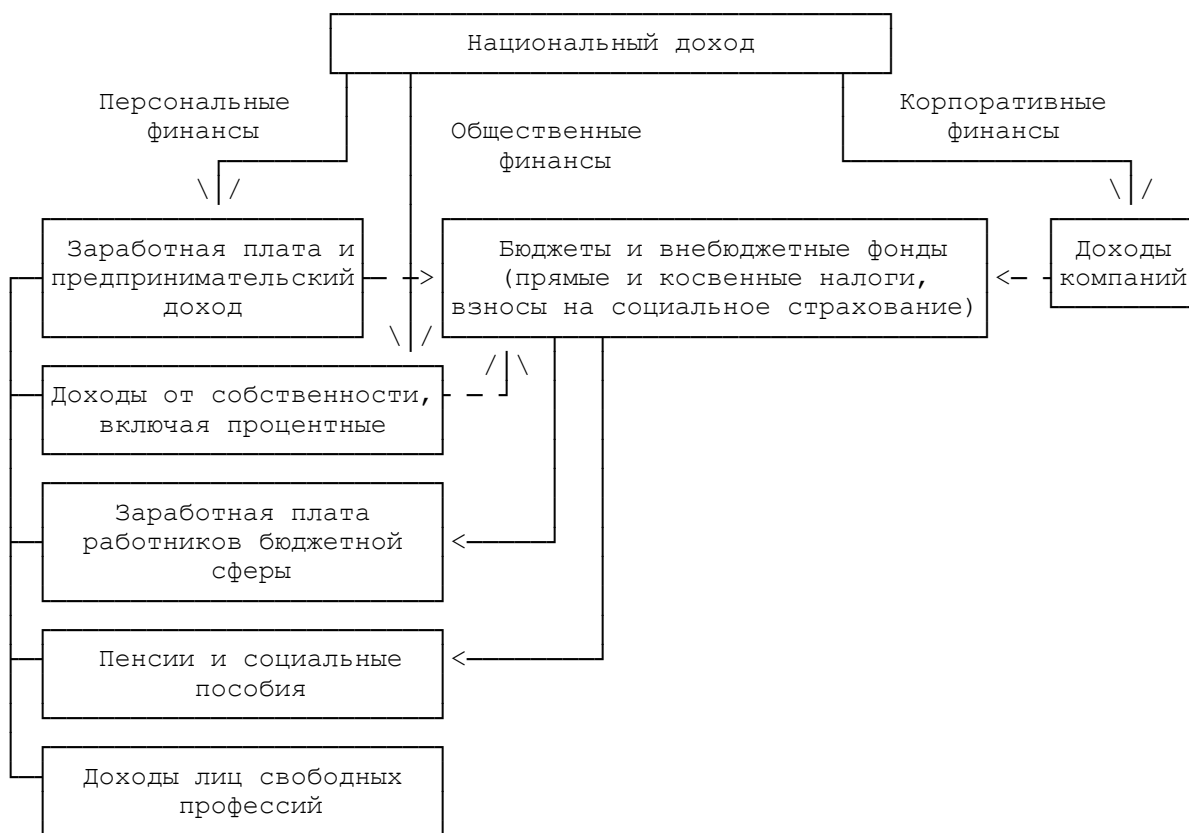 Национальный доход
Персональные
финансы
Общественные
финансы
Корпоративные
финансы
Заработная плата и
предпринимательский
доход
Бюджеты и внебюджетные фонды
(прямые и косвенные налоги,
взносы на социальное страхование)
Доходы
компаний
Доходы от собственности,
включая процентные
Заработная плата
работников бюджетной
сферы
Пенсии и социальные
пособия
Доходы лиц свободных
профессий